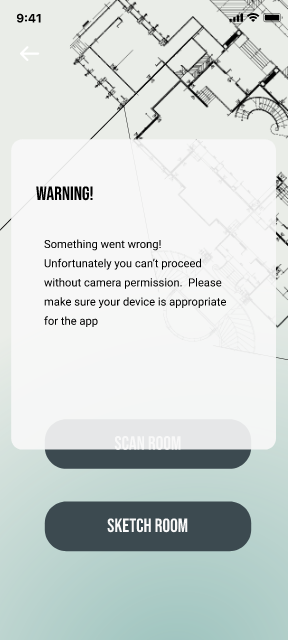 9:41
WARNING!
Something went wrong!
Unfortunately you can't proceed
without camera permission. Please
make sure your device is appropriate
for the app
SCAN ROOM
SKETCH ROOM